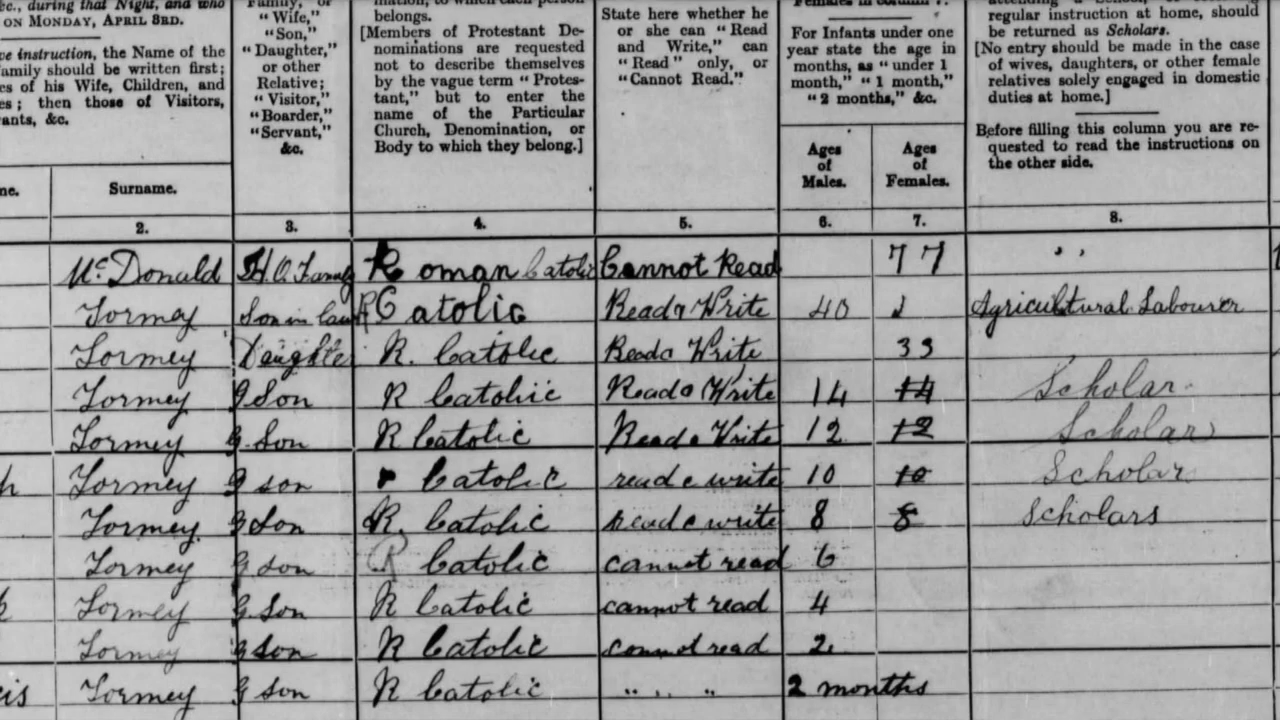 &c., during that Night, and who
ON MONDAY, APRIL 3RD.
ve instruction, the Name of the
amily should be written first;
es of his Wife, Children, and
es; then those of Visitors,
ants, &c.
Family, or
"Wife,"
"Son,"
"Daughter,"
or other
Relative;
"Visitor,"
"Boarder,"
"Servant,"
&c.
belongs.
[Members of Protestant De-
nominations are requested
not to describe themselves
by the vague term "Protes-
tant," but to enter the
name of the Particular
Church, Denomination, or
Body to which they belong.]
State here whether he
or she can "Read
and Write," can
"Read" only, or
"Cannot Read."
Females in column 7.
For Infants under one
year state the age in
months, as "under 1
month," "1 month,"
"2 months," &c.
Ages
of
Males.
Ages
of
Females.
regular instruction at home, should
be returned as Scholars.
[No entry should be made in the case
of wives, daughters, or other female
relatives solely engaged in domestic
duties at home.]
Before filling this column you are re-
quested to read the instructions on
the other side.
ne. Surname.
2. 3. 4. 5. 6. 7. 8.
McDonald H. O. Family Roman Catolic Cannot Read 77 "
Tormey Son in law R Catolic Read & Write 40 Agricultural Labourer
Tormey Daughter R. Catolic Read & Write 33
Tormey G Son R Catolic Read & Write 14 14 Scholar
Tormey G. Son R Catolic Read & Write 12 12 Scholar
h Tormey G son r Catolic read & write 10 10 Scholar
Tormey G Son R. Catolic read & write 8 8 Scholars
Tormey G son R Catolic cannot read 6
Tormey G. Son R Catolic cannot read 4
Tormey G Son R Catolic connot read 2
cis Tormey G son R Catolic " " " 2 months